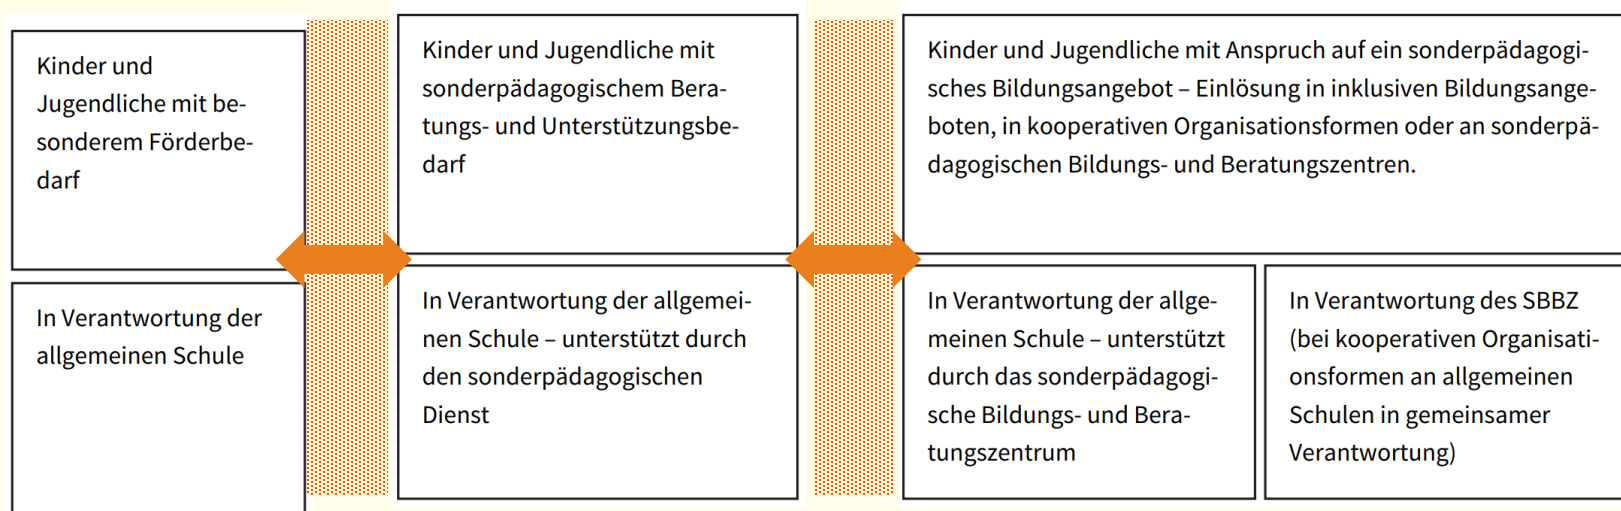 Kinder und
Jugendliche mit be-
sonderem Förderbe-
darf
In Verantwortung der
allgemeinen Schule
Kinder und Jugendliche mit
sonderpädagogischem Bera-
tungs- und Unterstützungsbe-
darf
In Verantwortung der allgemei-
nen Schule – unterstützt durch
den sonderpädagogischen
Dienst
Kinder und Jugendliche mit Anspruch auf ein sonderpädagogi-
sches Bildungsangebot – Einlösung in inklusiven Bildungsange-
boten, in kooperativen Organisationsformen oder an sonderpä-
dagogischen Bildungs- und Beratungszentren.
In Verantwortung der allge-
meinen Schule – unterstützt
durch das sonderpädagogi-
sche Bildungs- und Bera-
tungszentrum
In Verantwortung des SBBZ
(bei kooperativen Organisati-
onsformen an allgemeinen
Schulen in gemeinsamer
Verantwortung)